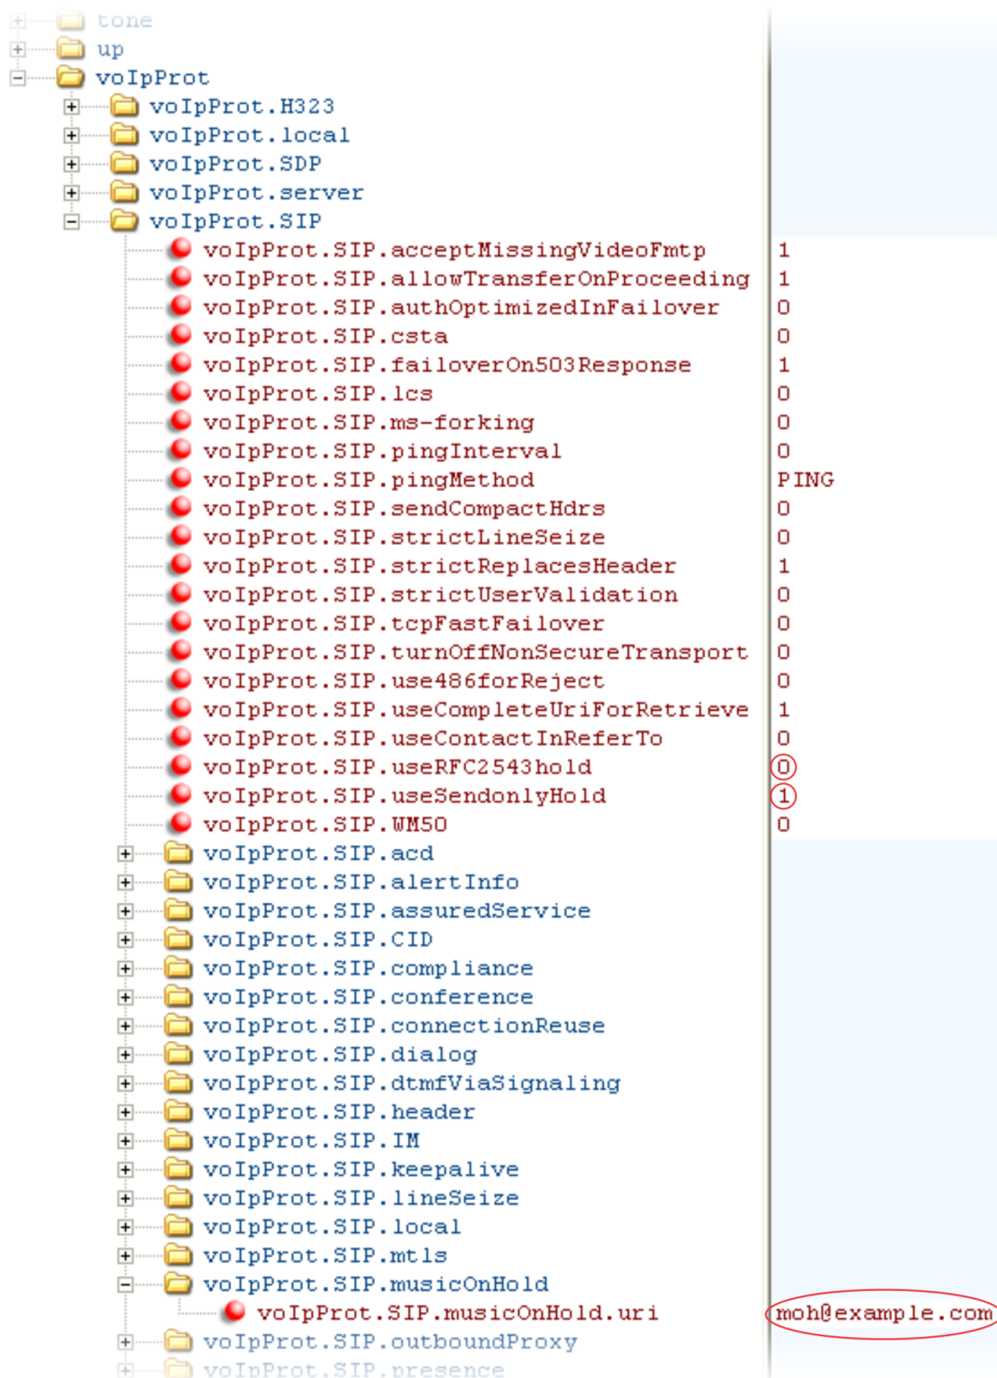 tone
up
voIpProt
voIpProt.H323
voIpProt.local
voIpProt.SDP
voIpProt.server
voIpProt.SIP
voIpProt.SIP.acceptMissingVideoFmtp 1
voIpProt.SIP.allowTransferOnProceeding 1
voIpProt.SIP.authOptimizedInFailover 0
voIpProt.SIP.csta 0
voIpProt.SIP.failoverOn503Response 1
voIpProt.SIP.lcs 0
voIpProt.SIP.ms-forking 0
voIpProt.SIP.pingInterval 0
voIpProt.SIP.pingMethod PING
voIpProt.SIP.sendCompactHdrs 0
voIpProt.SIP.strictLineSeize 0
voIpProt.SIP.strictReplacesHeader 1
voIpProt.SIP.strictUserValidation 0
voIpProt.SIP.tcpFastFailover 0
voIpProt.SIP.turnOffNonSecureTransport 0
voIpProt.SIP.use486forReject 0
voIpProt.SIP.useCompleteUriForRetrieve 1
voIpProt.SIP.useContactInReferTo 0
voIpProt.SIP.useRFC2543hold 0
voIpProt.SIP.useSendonlyHold 1
voIpProt.SIP.WM50 0
voIpProt.SIP.acd
voIpProt.SIP.alertInfo
voIpProt.SIP.assuredService
voIpProt.SIP.CID
voIpProt.SIP.compliance
voIpProt.SIP.conference
voIpProt.SIP.connectionReuse
voIpProt.SIP.dialog
voIpProt.SIP.dtmfViaSignaling
voIpProt.SIP.header
voIpProt.SIP.IM
voIpProt.SIP.keepalive
voIpProt.SIP.lineSeize
voIpProt.SIP.local
voIpProt.SIP.mtls
voIpProt.SIP.musicOnHold
voIpProt.SIP.musicOnHold.uri moh@example.com
voIpProt.SIP.outboundProxy
voIpProt.SIP.presence